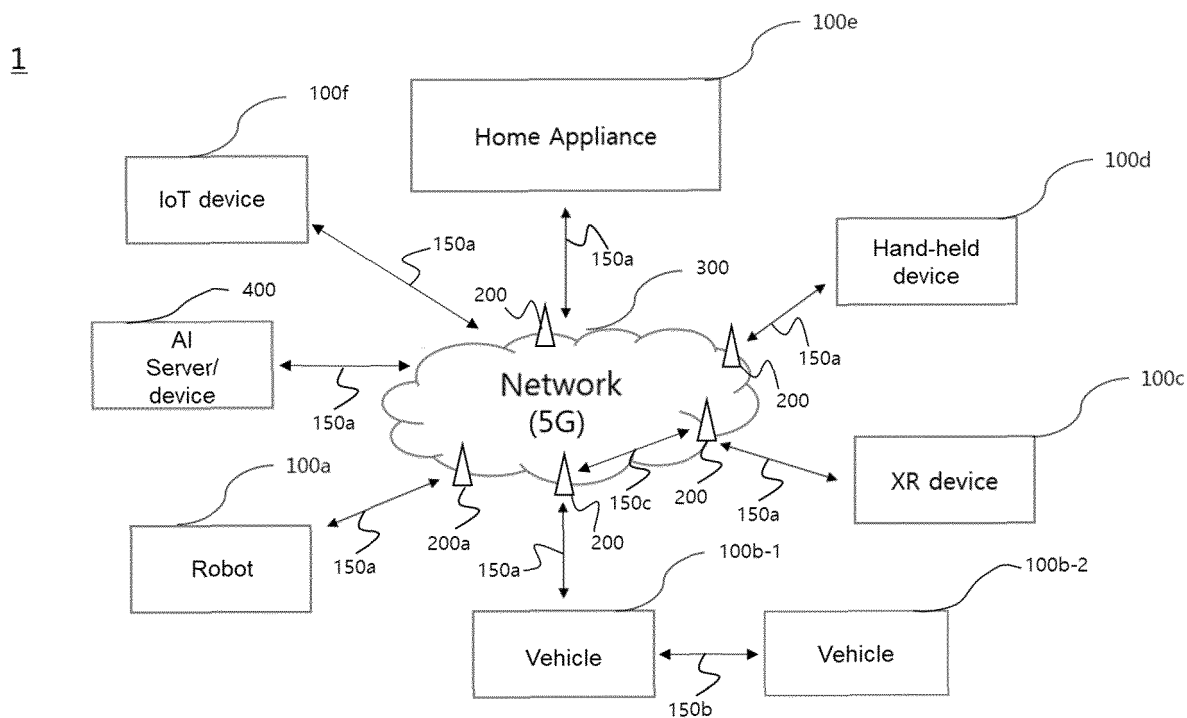 1
100e
100f
Home Appliance
100d
IoT device
150a
150a
Hand-held
device
300
400
200
150a
AI
Server/
device
Network
(5G)
200
100c
150a
100a
XR device
150c
200
150a
200a
200
Robot
150a
150a
100b-1
100b-2
Vehicle
Vehicle
150b